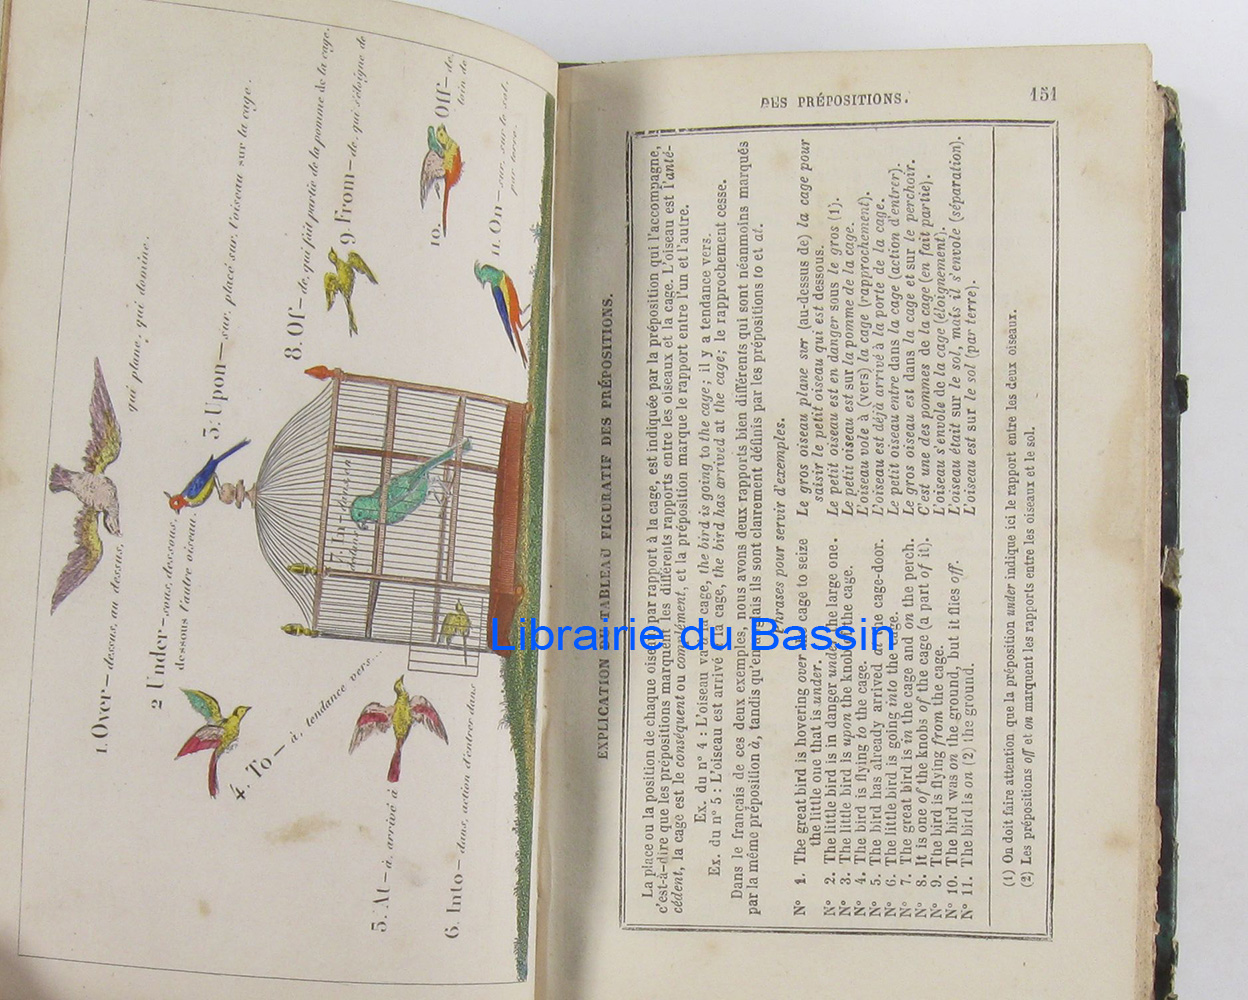 1. Over — dessus, au dessus,
qui plane, qui domine.
2 Under — sous, dessous,
dessous l'autre oiseau.
3. Upon — sur, placé sur l'oiseau sur la cage.
4. To — à, tendance vers...
5. At — à, arrivé à
6. Into — dans, action d'entrer dans
7. In — dans, en
dedans
8. Of — de, qui fait partie de la pomme de la cage.
9. From — de, qui s'éloigne de
10. Off — de,
loin de
11. On — sur, sur le sol,
par terre.
DES PRÉPOSITIONS.
151
EXPLICATION DU TABLEAU FIGURATIF DES PRÉPOSITIONS.
La place ou la position de chaque oiseau par rapport à la cage, est indiquée par la préposition qui l'accompagne,
c'est-à-dire que les prépositions marquent les différents rapports entre les oiseaux et la cage. L'oiseau est l'anté-
cédent, la cage est le conséquent ou complément, et la préposition marque le rapport entre l'un et l'autre.
Ex. du n° 4 : L'oiseau va à la cage, the bird is going to the cage; il y a tendance vers.
Ex. du n° 5 : L'oiseau est arrivé à la cage, the bird has arrived at the cage; le rapprochement cesse.
Dans le français de ces deux exemples, nous avons deux rapports bien différents qui sont néanmoins marqués
par la même préposition à, tandis qu'en anglais ils sont clairement définis par les prépositions to et at.
Phrases pour servir d'exemples.
N° 1. The great bird is hovering over the cage to seize
the little one that is under.
Le gros oiseau plane sur (au-dessus de) la cage pour
saisir le petit oiseau qui est dessous.
N° 2. The little bird is in danger under the large one.
Le petit oiseau est en danger sous le gros (1).
N° 3. The little bird is upon the knob of the cage.
Le petit oiseau est sur la pomme de la cage.
N° 4. The bird is flying to the cage.
L'oiseau vole à (vers) la cage (rapprochement).
N° 5. The bird has already arrived at the cage-door.
L'oiseau est déjà arrivé à la porte de la cage.
N° 6. The little bird is going into the cage.
Le petit oiseau entre dans la cage (action d'entrer).
N° 7. The great bird is in the cage and on the perch.
Le gros oiseau est dans la cage et sur le perchoir.
N° 8. It is one of the knobs of the cage (a part of it).
C'est une des pommes de la cage (en fait partie).
N° 9. The bird is flying from the cage.
L'oiseau s'envole de la cage (éloignement).
N° 10. The bird was on the ground, but it flies off.
L'oiseau était sur le sol, mais il s'envole (séparation).
N° 11. The bird is on (2) the ground.
L'oiseau est sur le sol (par terre).
(1) On doit faire attention que la préposition under indique ici le rapport entre les deux oiseaux.
(2) Les prépositions off et on marquent les rapports entre les oiseaux et le sol.
Librairie du Bassin